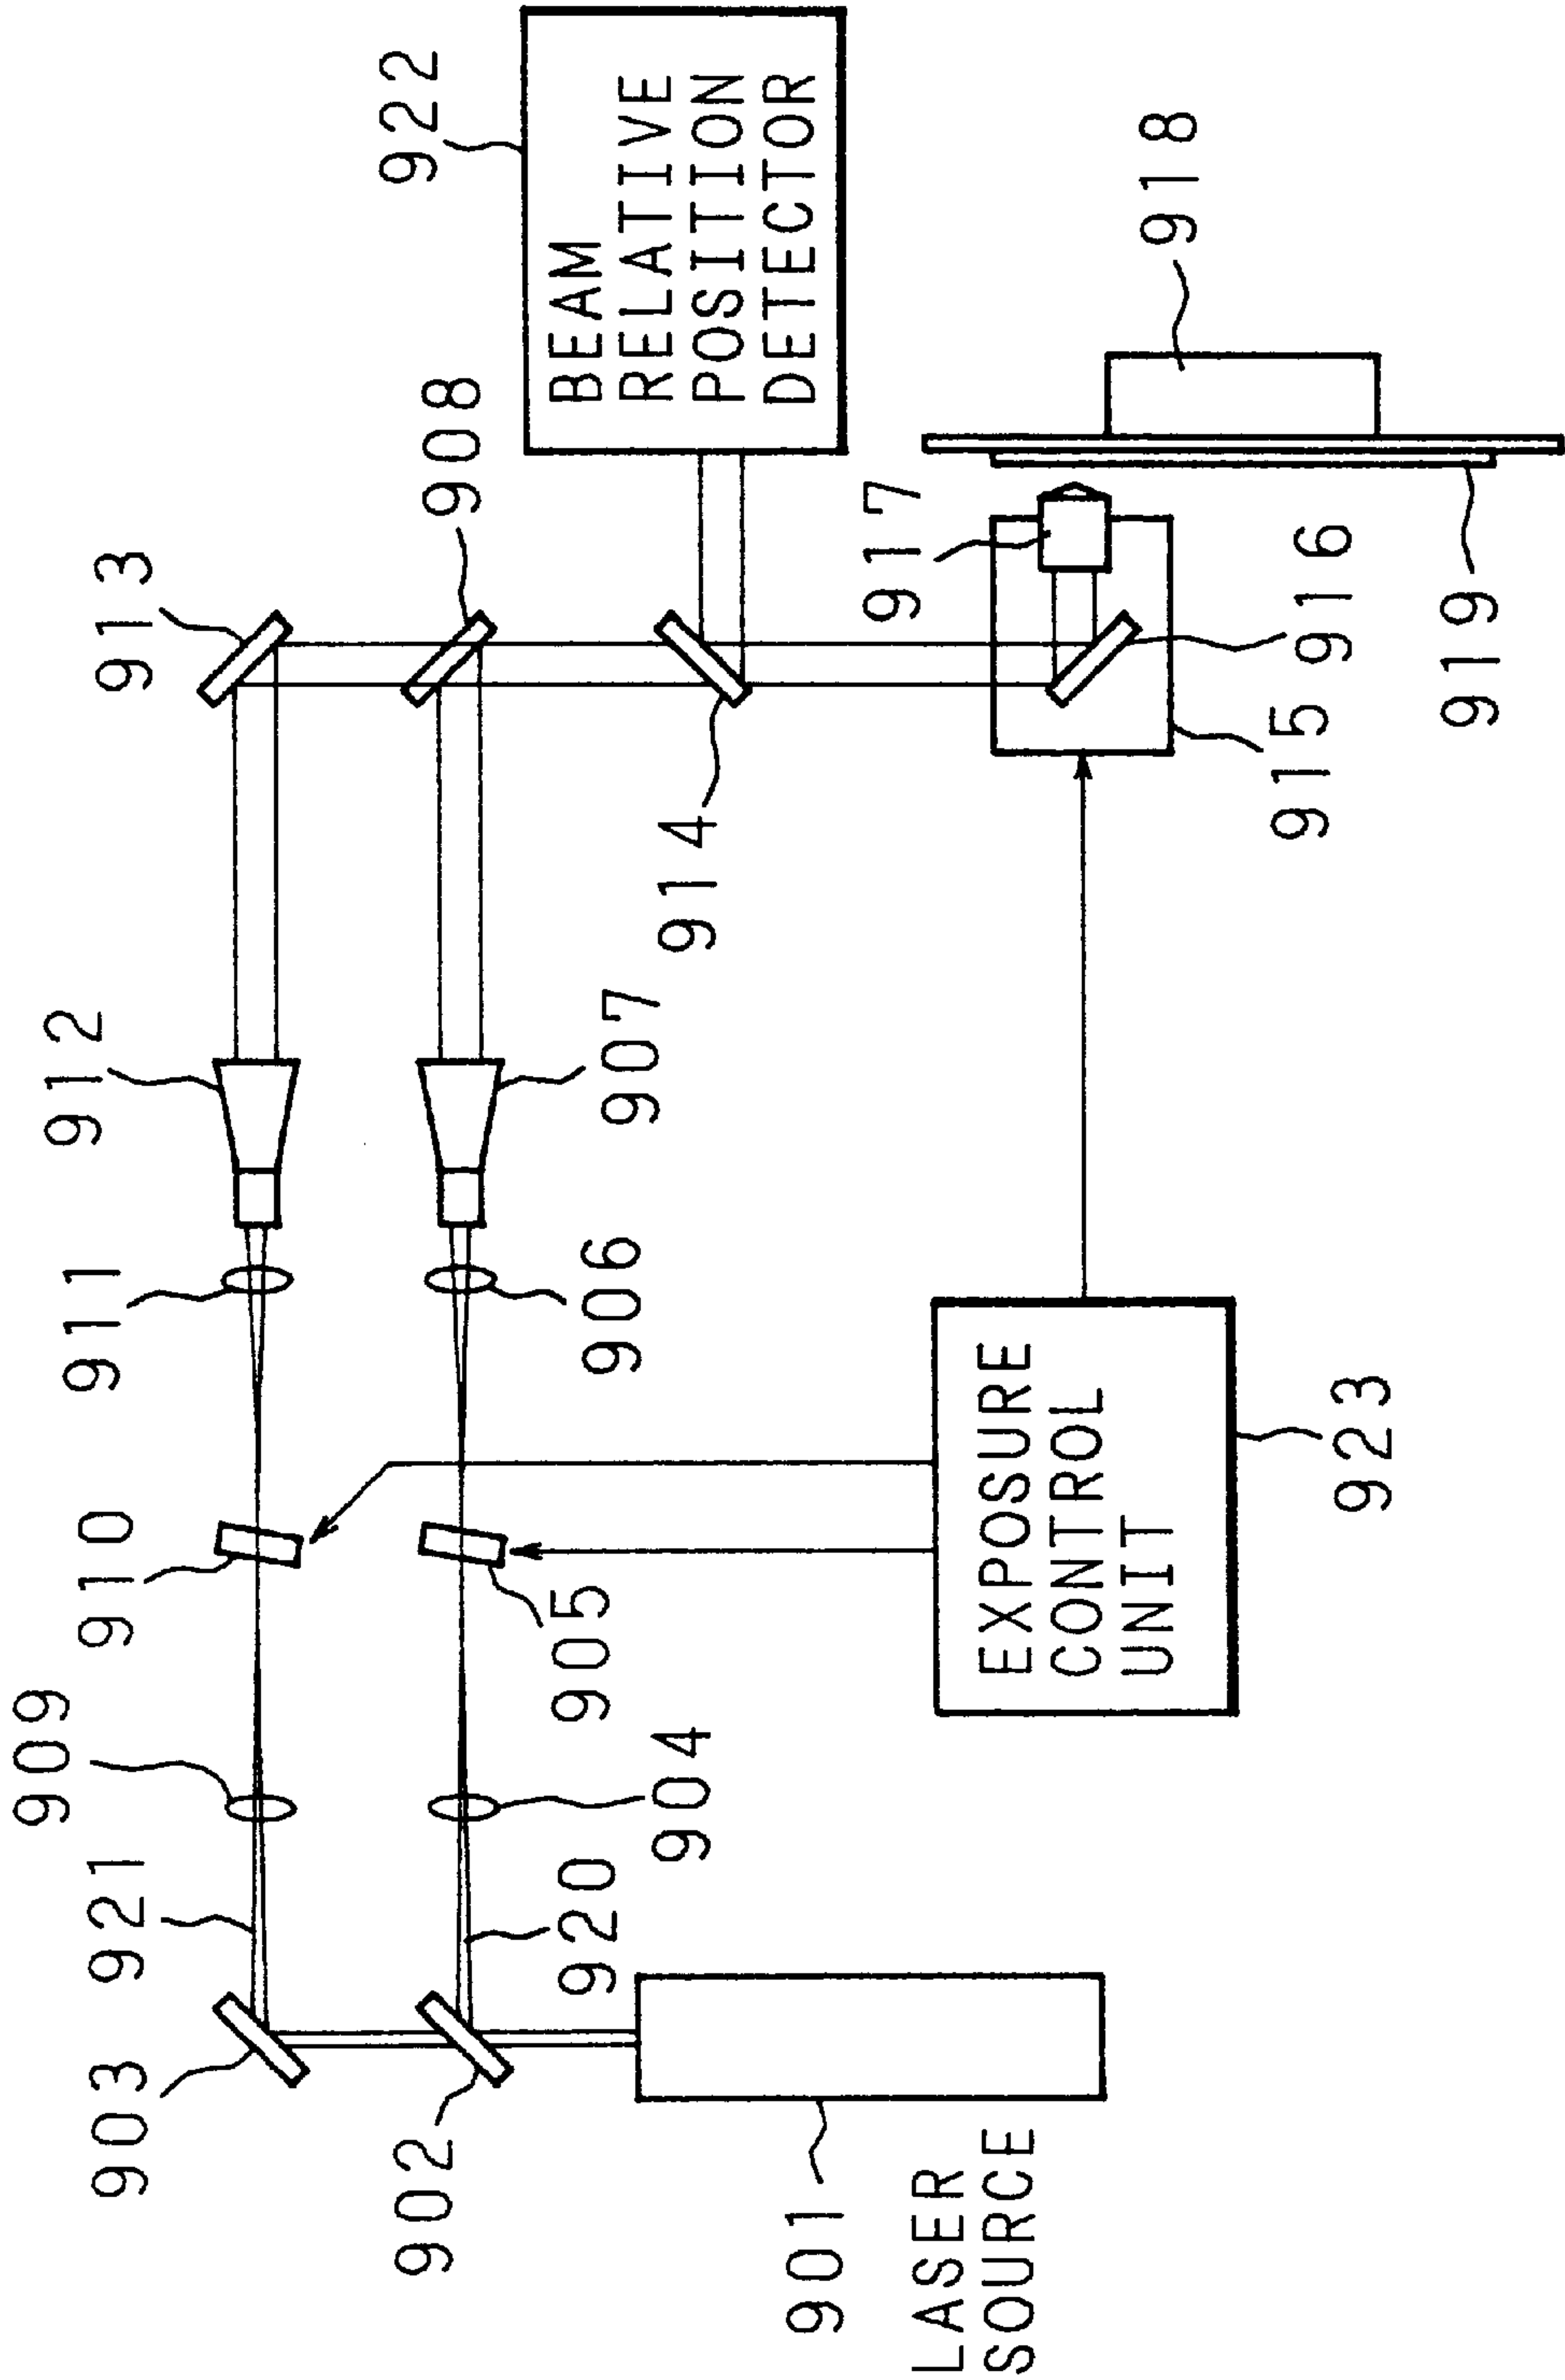 903
921
909
910
911
912
913
902
920
904
905
906
907
908
922
BEAM
RELATIVE
POSITION
DETECTOR
914
901
LASER
SOURCE
EXPOSURE
CONTROL
UNIT
923
917
918
915
916
919